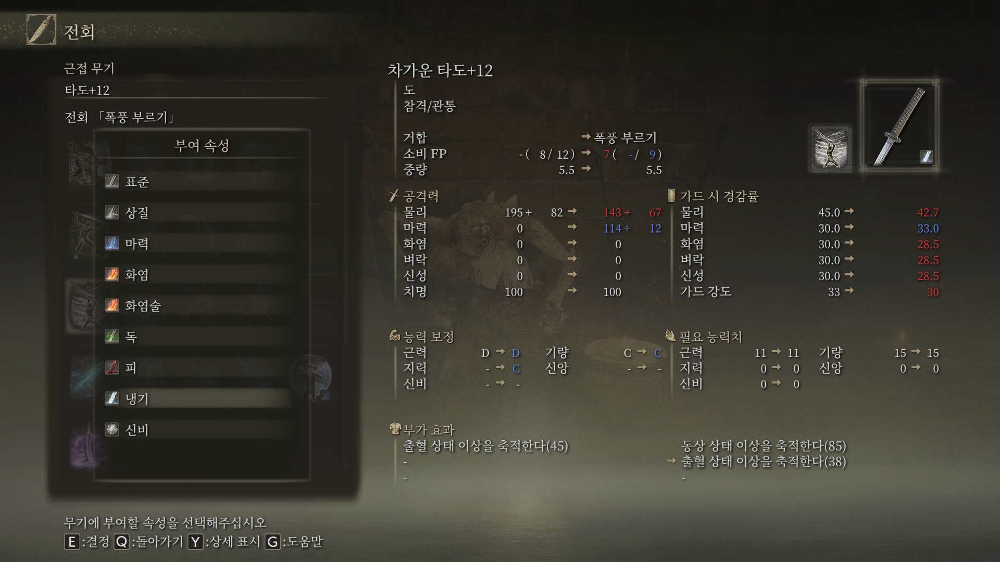 전회
근접 무기
타도+12
전회 「폭풍 부르기」
부여 속성
표준
상질
마력
화염
화염술
독
피
냉기
신비
차가운 타도+12
도
참격/관통
거합 → 폭풍 부르기
소비 FP -( 8/ 12) → 7( -/ 9)
중량 5.5 → 5.5
공격력
물리 195+ 82 → 143+ 67
마력 0 → 114+ 12
화염 0 → 0
벼락 0 → 0
신성 0 → 0
치명 100 → 100
가드 시 경감률
물리 45.0 → 42.7
마력 30.0 → 33.0
화염 30.0 → 28.5
벼락 30.0 → 28.5
신성 30.0 → 28.5
가드 강도 33 → 30
능력 보정
근력 D → D 기량 C → C
지력 - → C 신앙 - → -
신비 - → -
필요 능력치
근력 11 → 11 기량 15 → 15
지력 0 → 0 신앙 0 → 0
신비 0 → 0
부가 효과
출혈 상태 이상을 축적한다(45)
-
-
동상 상태 이상을 축적한다(85)
→ 출혈 상태 이상을 축적한다(38)
-
무기에 부여할 속성을 선택해주십시오
E:결정 Q:돌아가기 Y:상세 표시 G:도움말